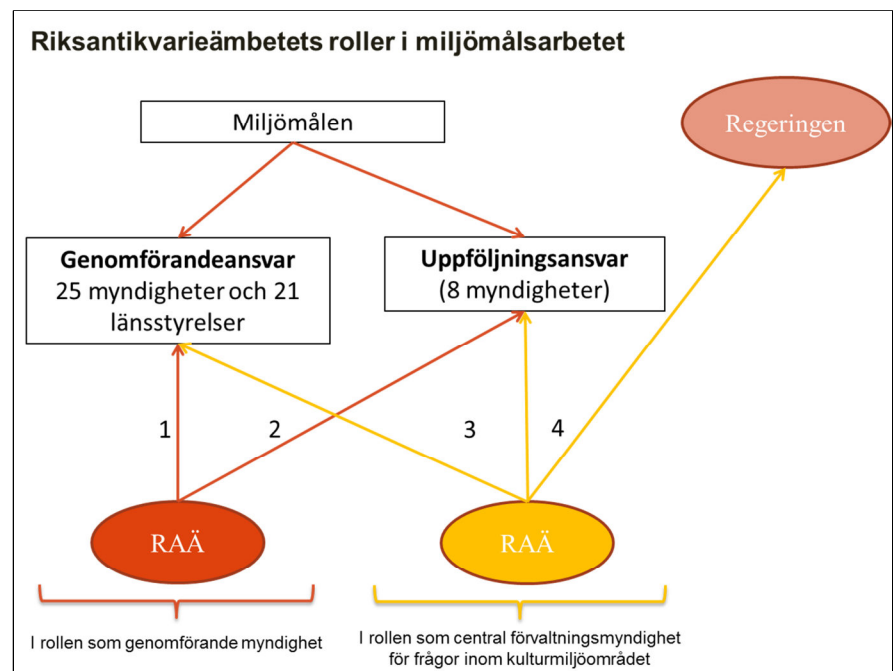 Riksantikvarieämbetets roller i miljömålsarbetet
Miljömålen
Regeringen
Genomförandeansvar
25 myndigheter och 21
länsstyrelser
Uppföljningsansvar
(8 myndigheter)
1
2
3
4
RAÄ
RAÄ
I rollen som genomförande myndighet
I rollen som central förvaltningsmyndighet
för frågor inom kulturmiljöområdet